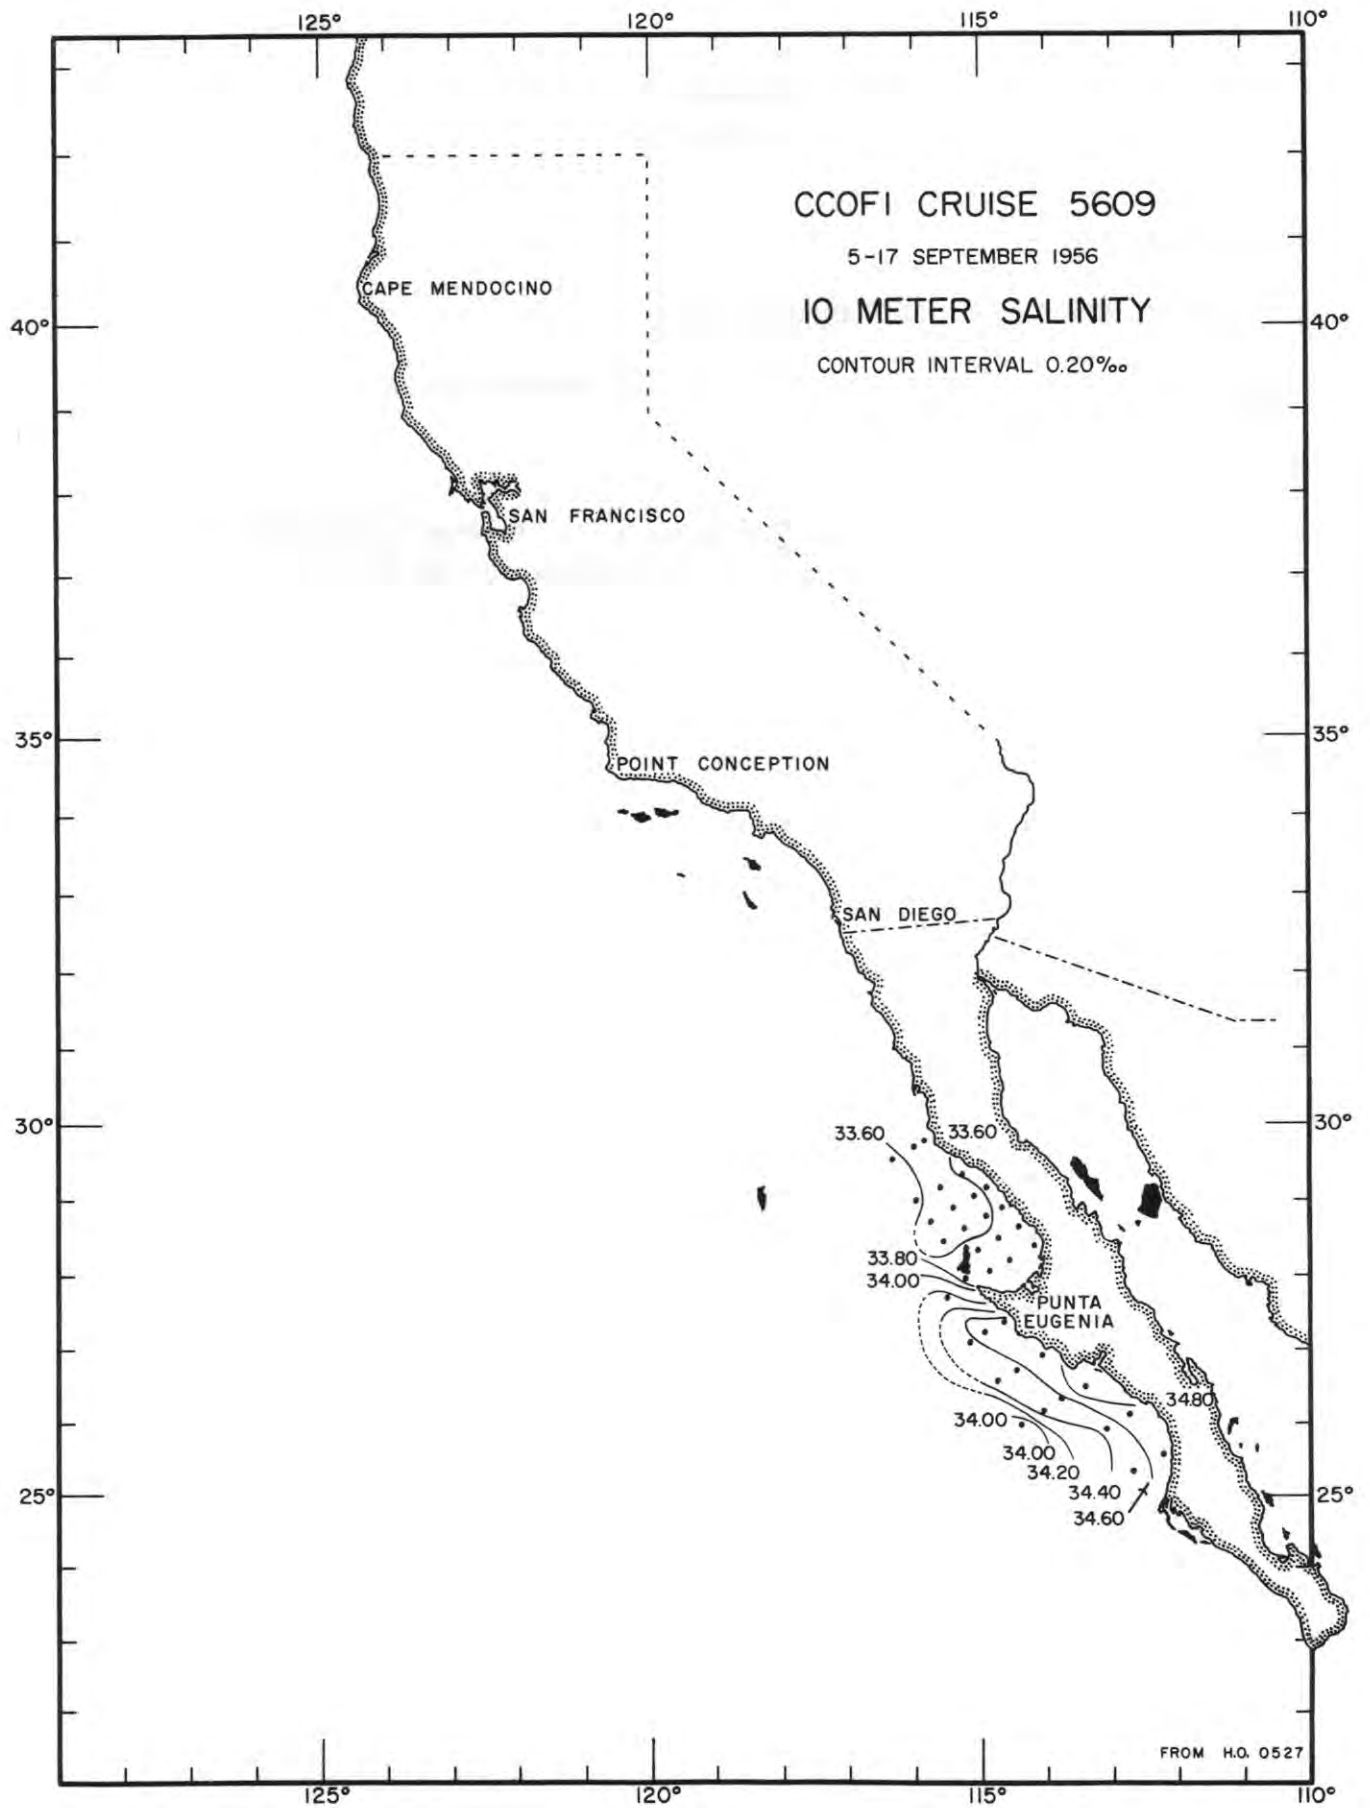 125° 120° 115° 110°
CCOFI CRUISE 5609
5-17 SEPTEMBER 1956
CAPE MENDOCINO
10 METER SALINITY
40° 40°
CONTOUR INTERVAL 0.20‰
SAN FRANCISCO
35° 35°
POINT CONCEPTION
SAN DIEGO
30° 30°
33.60 33.60
33.80
34.00
PUNTA
EUGENIA
34.80
34.00
34.00
34.20
34.40
34.60
25° 25°
FROM H.O. 0527
125° 120° 115° 110°